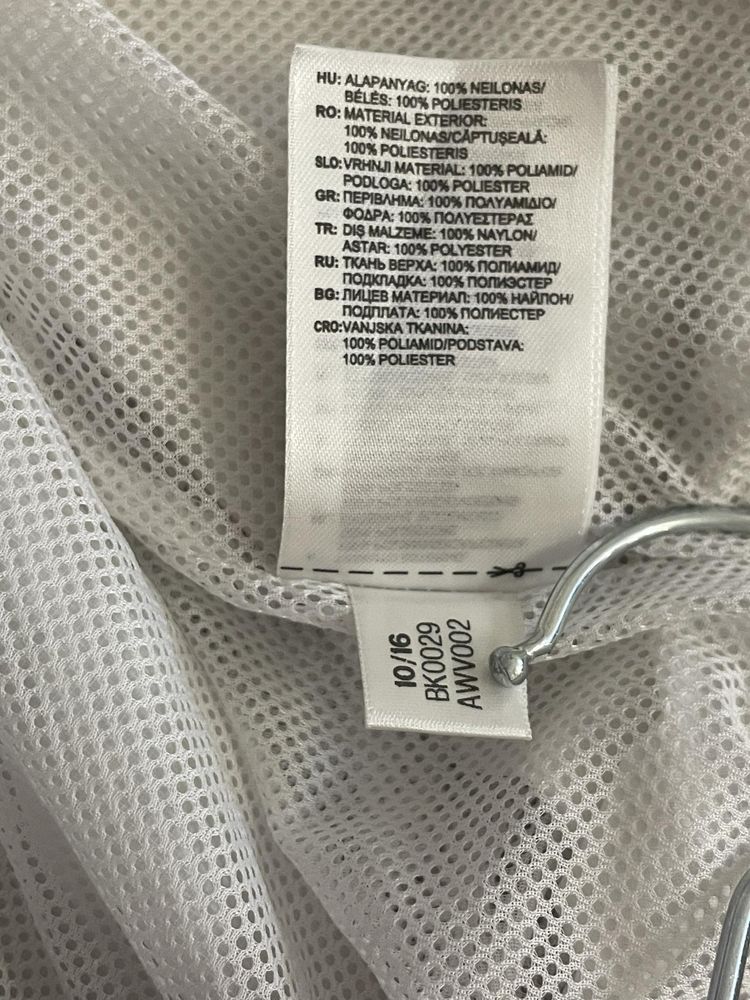 HU: ALAPANYAG: 100% NEILONAS/
BÉLÉS: 100% POLIESTERIS
RO: MATERIAL EXTERIOR:
100% NEILONAS/CĂPTUŞEALĂ:
100% POLIESTERIS
SLO: VRHNJI MATERIAL: 100% POLIAMID/
PODLOGA: 100% POLIESTER
GR: ΠΕΡΙΒΛΗΜΑ: 100% ΠΟΛΥΑΜΙΔΙΟ/
ΦΟΔΡΑ: 100% ΠΟΛΥΕΣΤΕΡΑΣ
TR: DIŞ MALZEME: 100% NAYLON/
ASTAR: 100% POLYESTER
RU: ТКАНЬ ВЕРХА: 100% ПОЛИАМИД/
ПОДКЛАДКА: 100% ПОЛИЭСТЕР
BG: ЛИЦЕВ МАТЕРИАЛ: 100% НАЙЛОН/
ПОДПЛАТА: 100% ПОЛИЕСТЕР
CRO: VANJSKA TKANINA:
100% POLIAMID/PODSTAVA:
100% POLIESTER
10/16
BK0029
AWV002